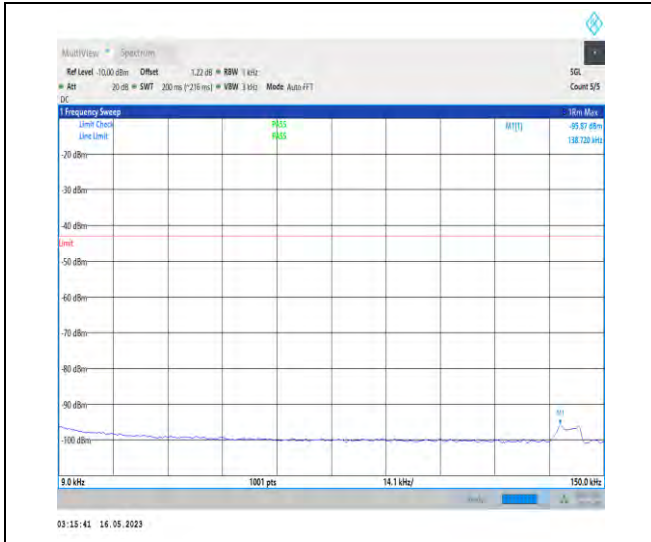 MultiView Spectrum
Ref Level -10.00 dBm Offset 1.22 dB RBW 1 kHz SGL
Att 20 dB SWT 200 ms (~216 ms) VBW 3 kHz Mode Auto FFT Count 5/5
DC
1 Frequency Sweep 1Rm Max
Limit Check PASS M1[1] -95.87 dBm
Line Limit PASS 138.720 kHz
-20 dBm
-30 dBm
-40 dBm
Limit
-50 dBm
-60 dBm
-70 dBm
-80 dBm
-90 dBm
M1
-100 dBm
9.0 kHz 1001 pts 14.1 kHz/ 150.0 kHz
03:15:41 16.05.2023